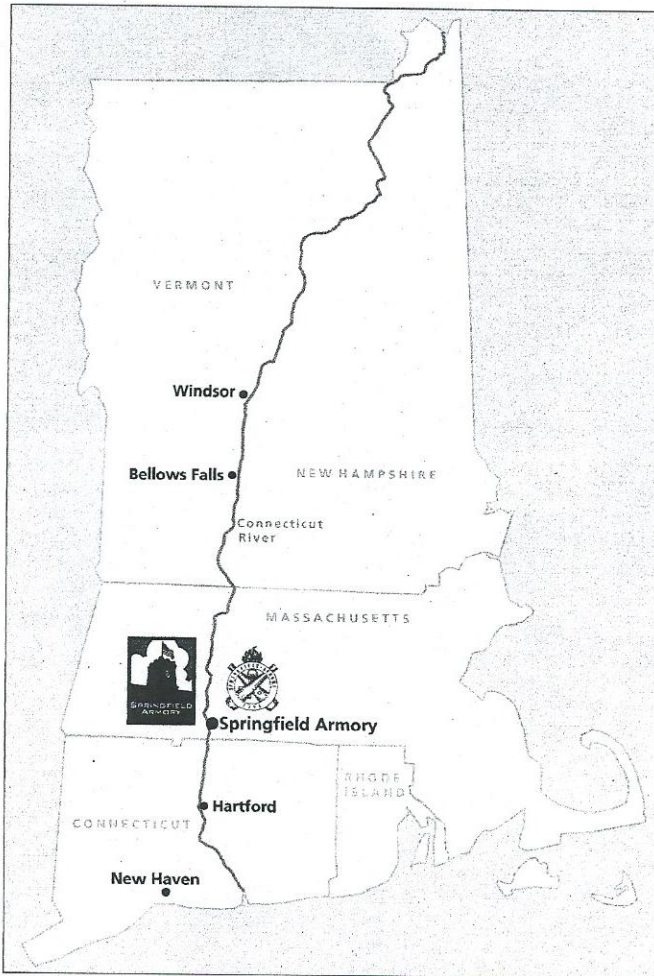 VERMONT
Windsor
Bellows Falls
NEW HAMPSHIRE
Connecticut
River
MASSACHUSETTS
SPRINGFIELD
ARMORY
Springfield Armory
RHODE
ISLAND
Hartford
CONNECTICUT
New Haven